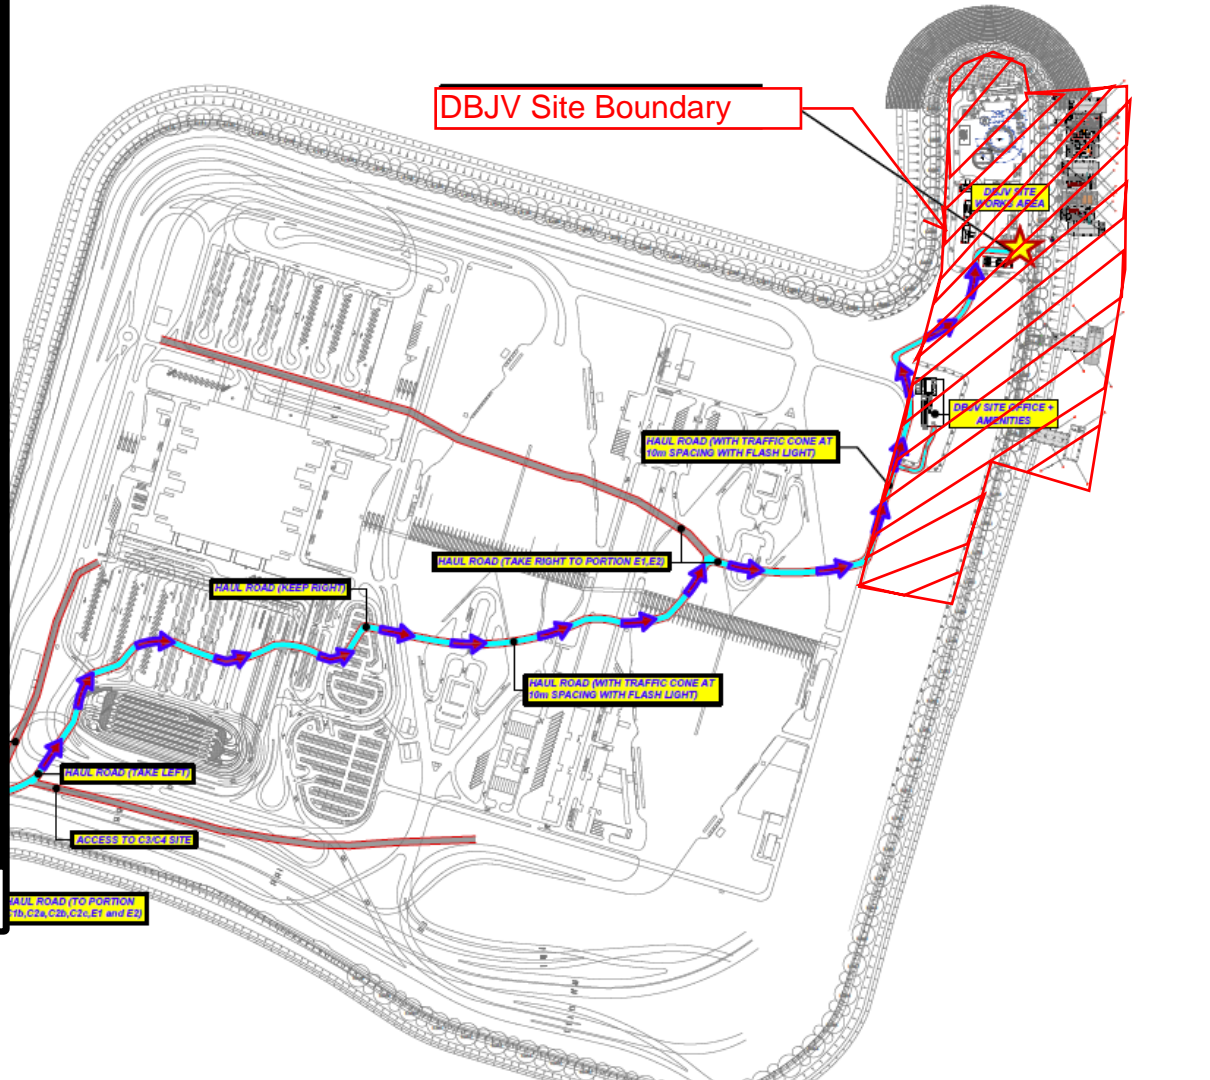 DBJV Site Boundary
DBJV SITE
WORKS AREA
DBJV SITE OFFICE +
AMENITIES
HAUL ROAD (WITH TRAFFIC CONE AT
10m SPACING WITH FLASH LIGHT)
HAUL ROAD (TAKE RIGHT TO PORTION E1,E2)
HAUL ROAD (KEEP RIGHT)
HAUL ROAD (WITH TRAFFIC CONE AT
10m SPACING WITH FLASH LIGHT)
HAUL ROAD (TAKE LEFT)
ACCESS TO C3/C4 SITE
HAUL ROAD (TO PORTION
C1b,C2a,C2b,C2c,E1 and E2)